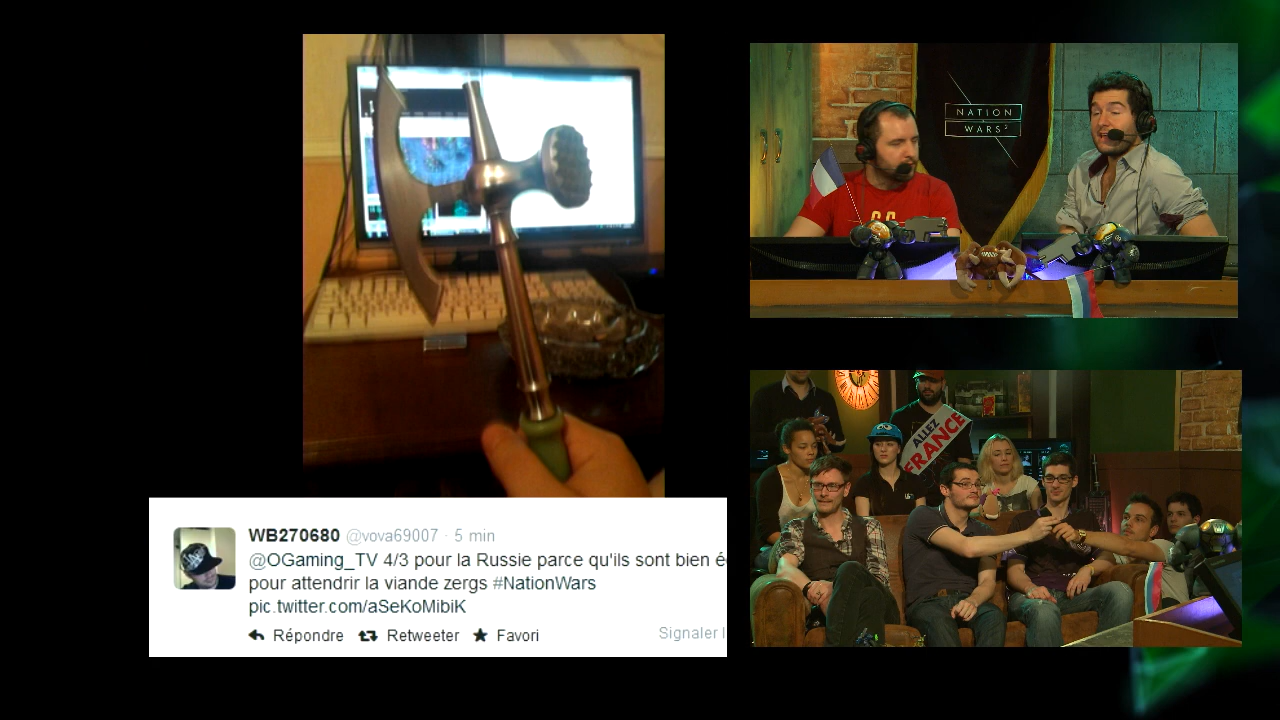 NATION
WARS²
ALLEZ
FRANCE
WB270680 @vova69007 · 5 min
@OGaming_TV 4/3 pour la Russie parce qu'ils sont bien
pour attendrir la viande zergs #NationWars
pic.twitter.com/aSeKoMibiK
Répondre Retweeter Favori Signaler